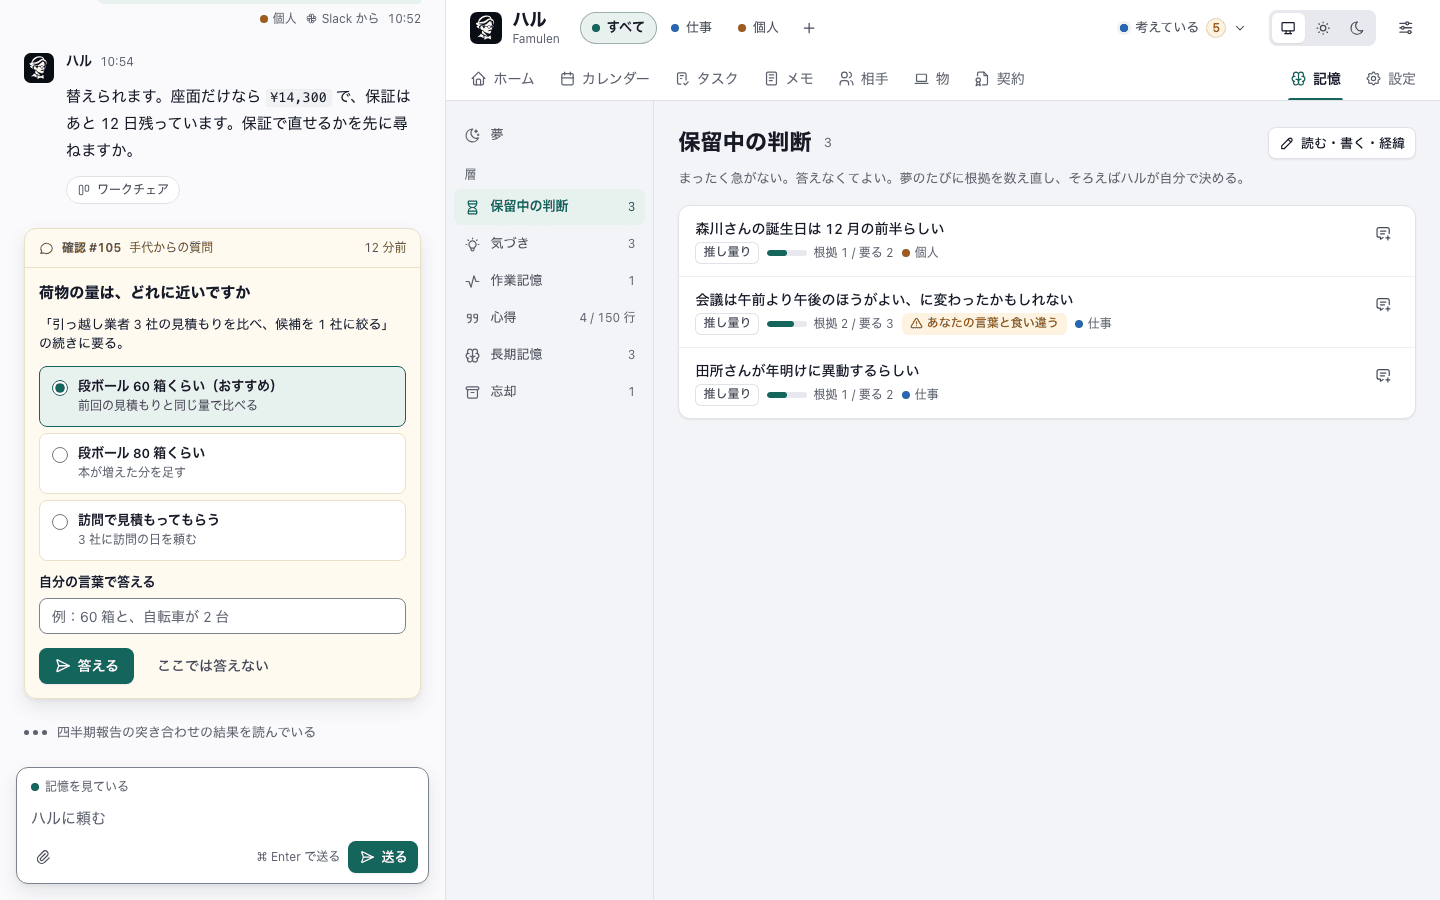 個人 Slack から 10:52
ハル 10:54
替えられます。座面だけなら ¥14,300 で、保証は
あと 12 日残っています。保証で直せるかを先に尋
ねますか。
ワークチェア
確認 #105 手代からの質問 12 分前
荷物の量は、どれに近いですか
「引っ越し業者 3 社の見積もりを比べ、候補を 1 社に絞る」
の続きに要る。
段ボール 60 箱くらい（おすすめ）
前回の見積もりと同じ量で比べる
段ボール 80 箱くらい
本が増えた分を足す
訪問で見積もってもらう
3 社に訪問の日を頼む
自分の言葉で答える
例：60 箱と、自転車が 2 台
答える ここでは答えない
四半期報告の突き合わせの結果を読んでいる
記憶を見ている
ハルに頼む
⌘ Enter で送る 送る
ハル
Famulen
すべて 仕事 個人 考えている 5
ホーム カレンダー タスク メモ 相手 物 契約 記憶 設定
夢
層
保留中の判断 3
気づき 3
作業記憶 1
心得 4 / 150 行
長期記憶 3
忘却 1
保留中の判断 3
読む・書く・経緯
まったく急がない。答えなくてよい。夢のたびに根拠を数え直し、そろえばハルが自分で決める。
森川さんの誕生日は 12 月の前半らしい
推し量り 根拠 1 / 要る 2 個人
会議は午前より午後のほうがよい、に変わったかもしれない
推し量り 根拠 2 / 要る 3 あなたの言葉と食い違う 仕事
田所さんが年明けに異動するらしい
推し量り 根拠 1 / 要る 2 仕事